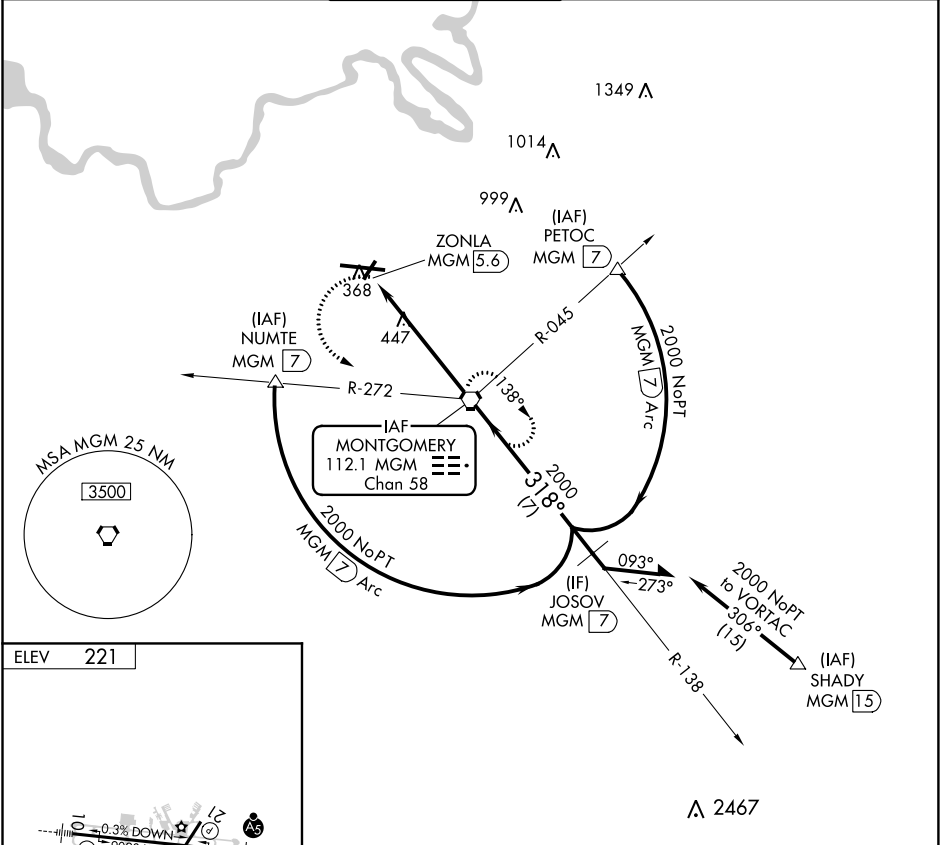 1349
1014
999
(IAF)
PETOC
MGM 7
ZONLA
MGM 5.6
368
447
(IAF)
NUMTE
MGM 7
R-045
R-272
2000 NoPT
MGM 7 Arc
138°
IAF
MONTGOMERY
112.1 MGM
Chan 58
MSA MGM 25 NM
3500
2000
318°
(7)
2000 NoPT
MGM 7 Arc
093°
273°
(IF)
JOSOV
MGM 7
2000 NoPT
to VORTAC
306°
(15)
(IAF)
SHADY
MGM 15
R-138
2467
ELEV 221
10
0.3% DOWN
21
P
A5